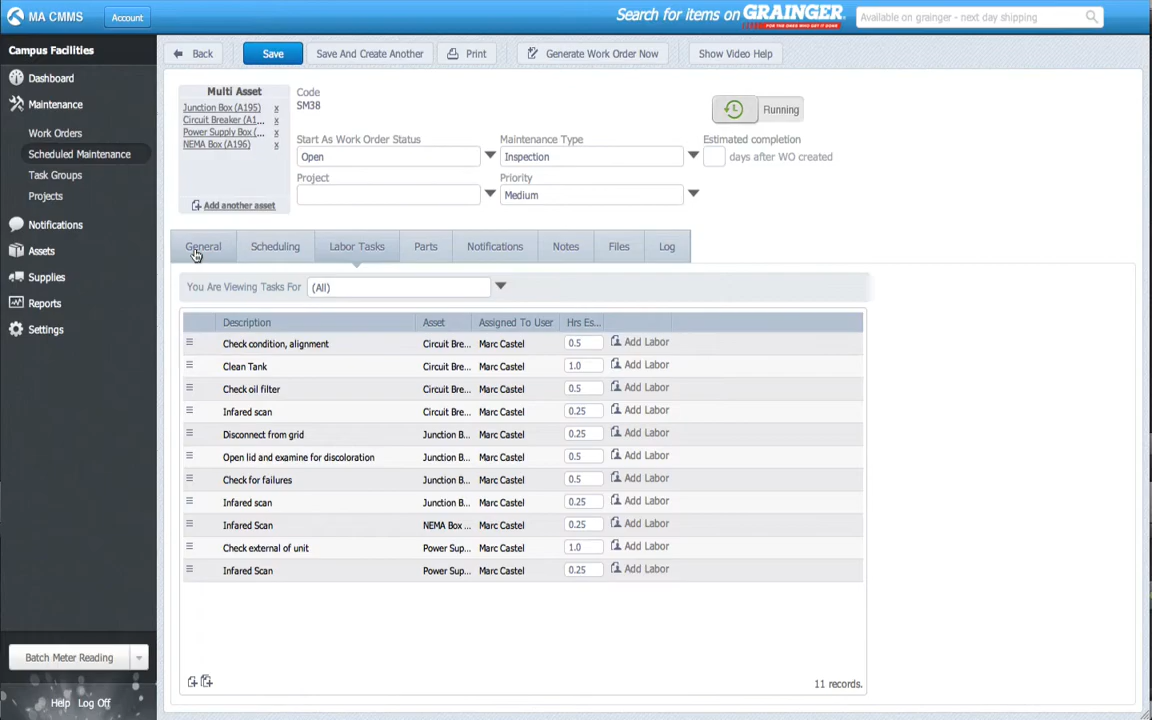 MA CMMS
Account
Search for items on GRAINGER
FOR THE ONES WHO GET IT DONE
Available on grainger - next day shipping
Campus Facilities
Dashboard
Maintenance
Work Orders
Scheduled Maintenance
Task Groups
Projects
Notifications
Assets
Supplies
Reports
Settings
Batch Meter Reading
Help Log Off
Back
Save
Save And Create Another
Print
Generate Work Order Now
Show Video Help
Multi Asset
Junction Box (A195) x
Circuit Breaker (A1... x
Power Supply Box (... x
NEMA Box (A196) x
Add another asset
Code
SM38
Running
Start As Work Order Status
Open
Maintenance Type
Inspection
Estimated completion
days after WO created
Project
Priority
Medium
General Scheduling Labor Tasks Parts Notifications Notes Files Log
You Are Viewing Tasks For (All)
Description Asset Assigned To User Hrs Es...
Check condition, alignment Circuit Bre... Marc Castel 0.5 Add Labor
Clean Tank Circuit Bre... Marc Castel 1.0 Add Labor
Check oil filter Circuit Bre... Marc Castel 0.5 Add Labor
Infared scan Circuit Bre... Marc Castel 0.25 Add Labor
Disconnect from grid Junction B... Marc Castel 0.25 Add Labor
Open lid and examine for discoloration Junction B... Marc Castel 0.5 Add Labor
Check for failures Junction B... Marc Castel 0.5 Add Labor
Infared scan Junction B... Marc Castel 0.25 Add Labor
Infared Scan NEMA Box ... Marc Castel 0.25 Add Labor
Check external of unit Power Sup... Marc Castel 1.0 Add Labor
Infared Scan Power Sup... Marc Castel 0.25 Add Labor
11 records.